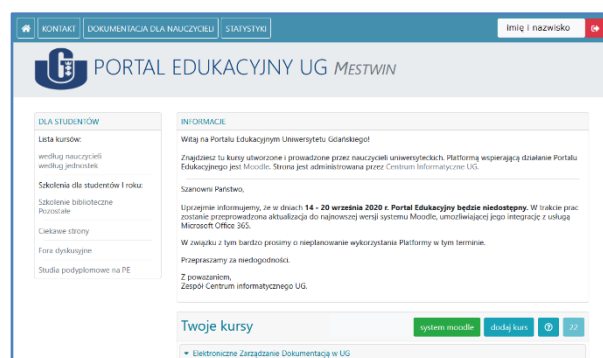 KONTAKT DOKUMENTACJA DLA NAUCZYCIELI STATYSTYKI imię i nazwisko
PORTAL EDUKACYJNY UG MESTWIN
DLA STUDENTÓW
Lista kursów:
według nauczycieli
według jednostek
Szkolenia dla studentów I roku:
Szkolenie biblioteczne
Pozostałe
Ciekawe strony
Fora dyskusyjne
Studia podyplomowe na PE
INFORMACJE
Witaj na Portalu Edukacyjnym Uniwersytetu Gdańskiego!
Znajdziesz tu kursy utworzone i prowadzone przez nauczycieli uniwersyteckich. Platformą wspierającą działanie Portalu
Edukacyjnego jest Moodle. Strona jest administrowana przez Centrum Informatyczne UG.
Szanowni Państwo,
Uprzejmie informujemy, że w dniach 14 - 20 września 2020 r. Portal Edukacyjny będzie niedostępny. W trakcie prac
zostanie przeprowadzona aktualizacja do najnowszej wersji systemu Moodle, umożliwiającej jego integrację z usługą
Microsoft Office 365.
W związku z tym bardzo prosimy o nieplanowanie wykorzystania Platformy w tym terminie.
Przepraszamy za niedogodności.
Z poważaniem,
Zespół Centrum informatycznego UG.
Twoje kursy system moodle dodaj kurs 22
Elektroniczne Zarządzanie Dokumentacją w UG